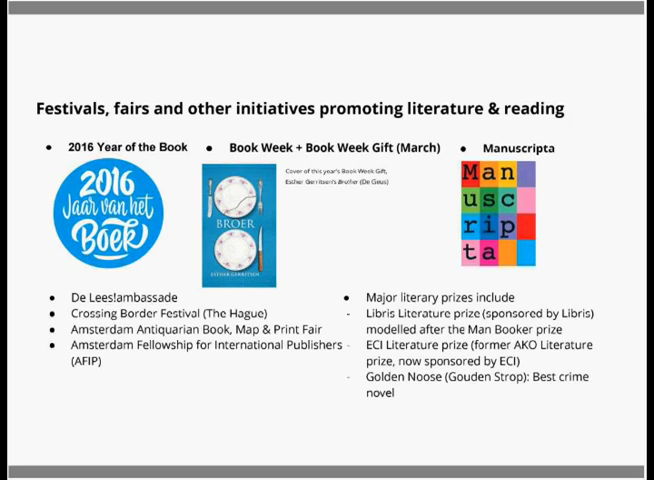 Festivals, fairs and other initiatives promoting literature & reading
• 2016 Year of the Book
• Book Week + Book Week Gift (March)
• Manuscripta
2016
Jaar van het
Boek
BROER
ESTHER GERRITSEN
Cover of this year's Book Week Gift,
Esther Gerritsen's Brother (De Geus)
Man
usc
rip
ta
• De Lees!ambassade
• Crossing Border Festival (The Hague)
• Amsterdam Antiquarian Book, Map & Print Fair
• Amsterdam Fellowship for International Publishers
(AFIP)
• Major literary prizes include
- Libris Literature prize (sponsored by Libris)
modelled after the Man Booker prize
- ECI Literature prize (former AKO Literature
prize, now sponsored by ECI)
- Golden Noose (Gouden Strop): Best crime
novel